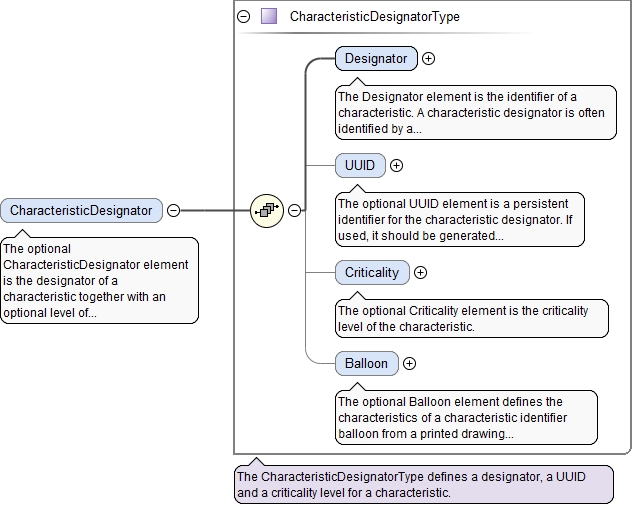 CharacteristicDesignatorType
Designator
The Designator element is the identifier of a
characteristic. A characteristic designator is often
identified by a...
UUID
The optional UUID element is a persistent
identifier for the characteristic designator. If
used, it should be generated...
CharacteristicDesignator
The optional
CharacteristicDesignator element
is the designator of a
characteristic together with an
optional level of...
Criticality
The optional Criticality element is the criticality
level of the characteristic.
Balloon
The optional Balloon element defines the
characteristics of a characteristic identifier
balloon from a printed drawing...
The CharacteristicDesignatorType defines a designator, a UUID
and a criticality level for a characteristic.